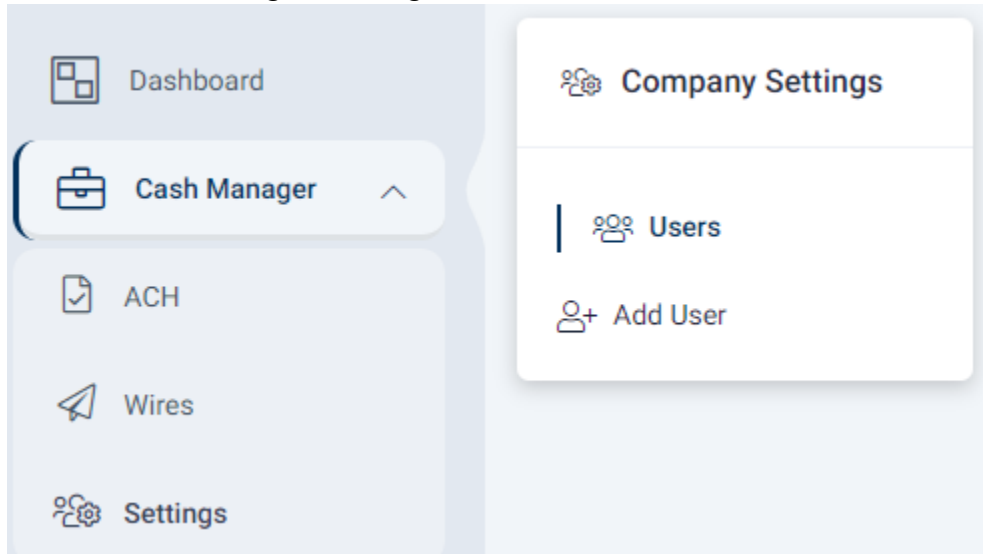 Dashboard
Cash Manager
ACH
Wires
Settings
Company Settings
Users
Add User